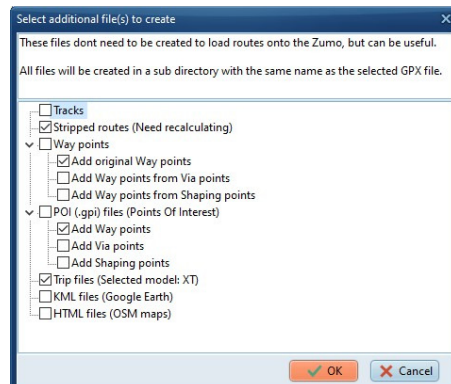 Select additional file(s) to create
These files dont need to be created to load routes onto the Zumo, but can be useful.
All files will be created in a sub directory with the same name as the selected GPX file.
Tracks
Stripped routes (Need recalculating)
Way points
Add original Way points
Add Way points from Via points
Add Way points from Shaping points
POI (.gpi) files (Points Of Interest)
Add Way points
Add Via points
Add Shaping points
Trip files (Selected model: XT)
KML files (Google Earth)
HTML files (OSM maps)
OK Cancel